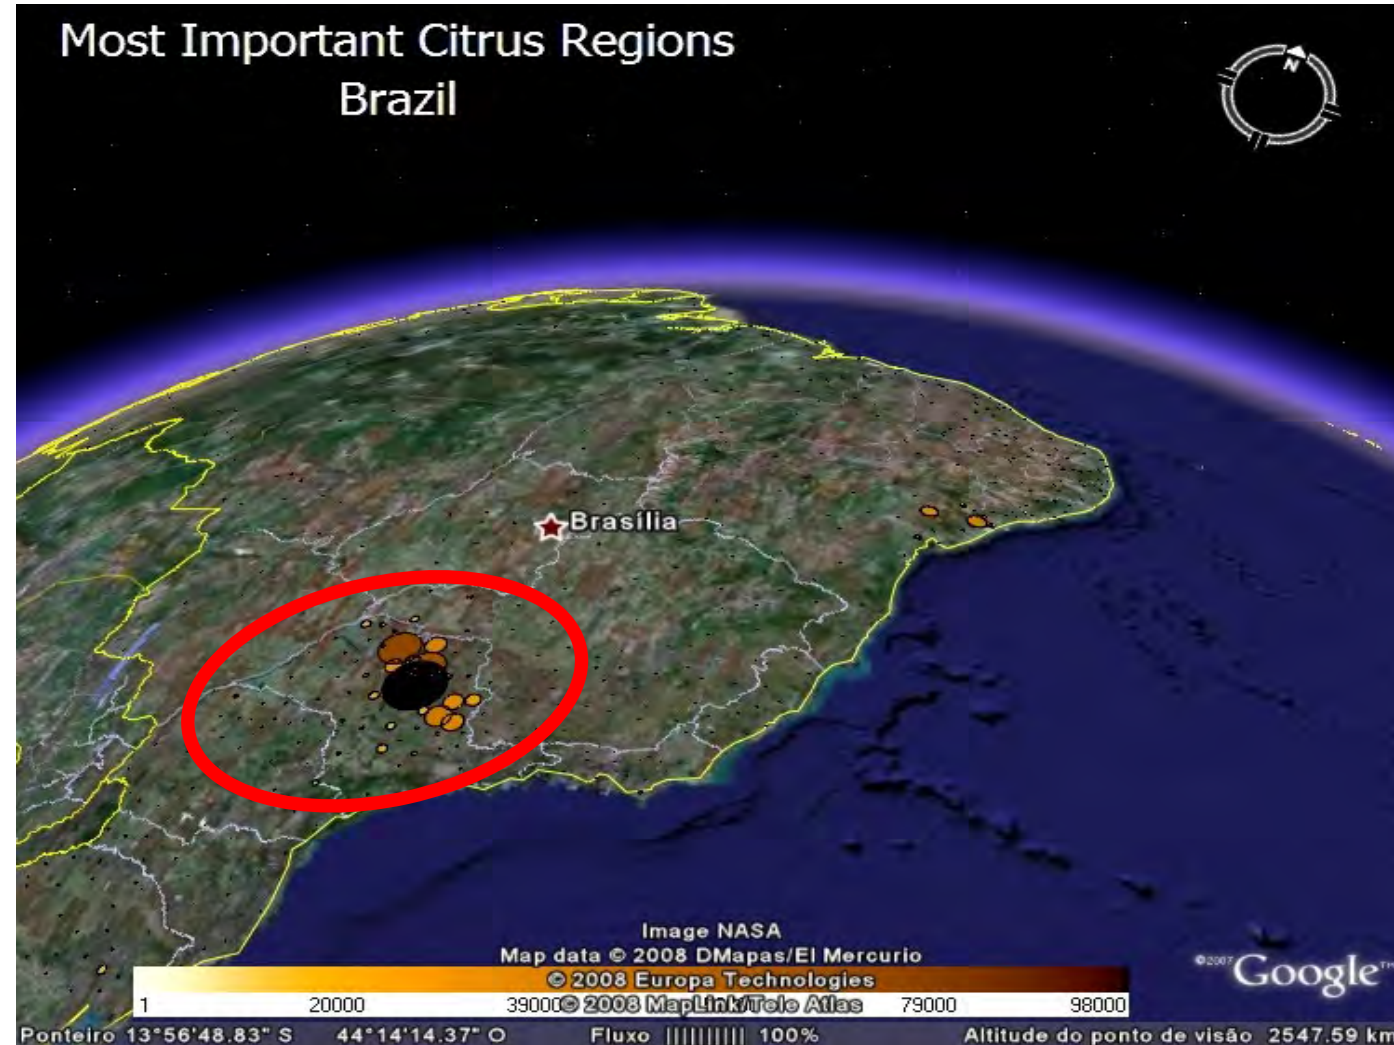 Most Important Citrus Regions
Brazil
N
Brasília
Image NASA
Map data © 2008 DMapas/El Mercurio
© 2008 Europa Technologies
© 2008 MapLink/Tele Atlas
©2007 Google™
1 20000 39000 79000 98000
Ponteiro 13°56'48.83" S 44°14'14.37" O Fluxo |||||||||| 100% Altitude do ponto de visão 2547.59 km